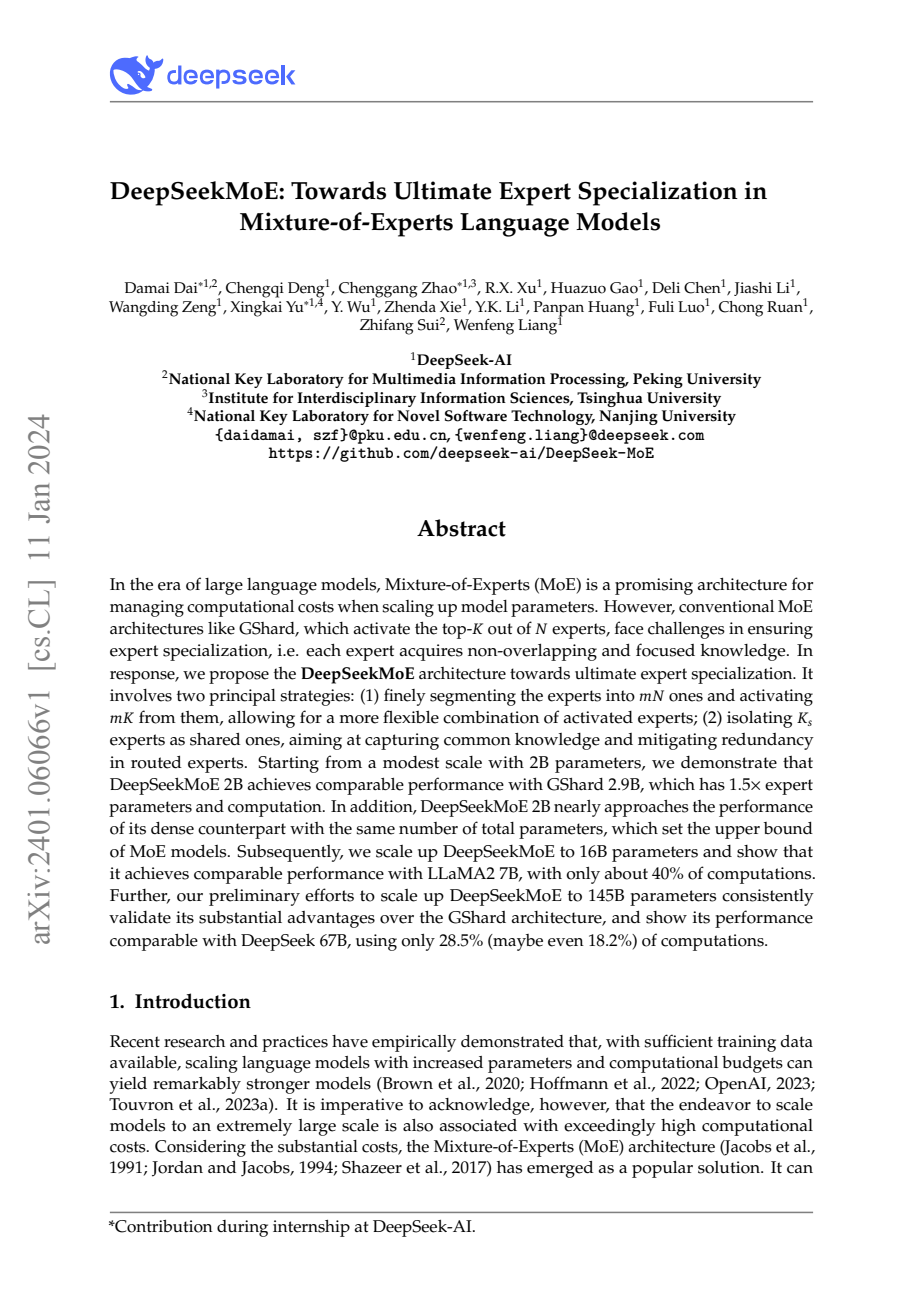 deepseek
DeepSeekMoE: Towards Ultimate Expert Specialization in
Mixture-of-Experts Language Models
Damai Dai*1,2, Chengqi Deng1, Chenggang Zhao*1,3, R.X. Xu1, Huazuo Gao1, Deli Chen1, Jiashi Li1,
Wangding Zeng1, Xingkai Yu*1,4, Y. Wu1, Zhenda Xie1, Y.K. Li1, Panpan Huang1, Fuli Luo1, Chong Ruan1,
Zhifang Sui2, Wenfeng Liang1
1DeepSeek-AI
2National Key Laboratory for Multimedia Information Processing, Peking University
3Institute for Interdisciplinary Information Sciences, Tsinghua University
4National Key Laboratory for Novel Software Technology, Nanjing University
{daidamai, szf}@pku.edu.cn, {wenfeng.liang}@deepseek.com
https://github.com/deepseek-ai/DeepSeek-MoE
Abstract
In the era of large language models, Mixture-of-Experts (MoE) is a promising architecture for
managing computational costs when scaling up model parameters. However, conventional MoE
architectures like GShard, which activate the top-K out of N experts, face challenges in ensuring
expert specialization, i.e. each expert acquires non-overlapping and focused knowledge. In
response, we propose the DeepSeekMoE architecture towards ultimate expert specialization. It
involves two principal strategies: (1) finely segmenting the experts into mN ones and activating
mK from them, allowing for a more flexible combination of activated experts; (2) isolating Ks
experts as shared ones, aiming at capturing common knowledge and mitigating redundancy
in routed experts. Starting from a modest scale with 2B parameters, we demonstrate that
DeepSeekMoE 2B achieves comparable performance with GShard 2.9B, which has 1.5× expert
parameters and computation. In addition, DeepSeekMoE 2B nearly approaches the performance
of its dense counterpart with the same number of total parameters, which set the upper bound
of MoE models. Subsequently, we scale up DeepSeekMoE to 16B parameters and show that
it achieves comparable performance with LLaMA2 7B, with only about 40% of computations.
Further, our preliminary efforts to scale up DeepSeekMoE to 145B parameters consistently
validate its substantial advantages over the GShard architecture, and show its performance
comparable with DeepSeek 67B, using only 28.5% (maybe even 18.2%) of computations.
1. Introduction
Recent research and practices have empirically demonstrated that, with sufficient training data
available, scaling language models with increased parameters and computational budgets can
yield remarkably stronger models (Brown et al., 2020; Hoffmann et al., 2022; OpenAI, 2023;
Touvron et al., 2023a). It is imperative to acknowledge, however, that the endeavor to scale
models to an extremely large scale is also associated with exceedingly high computational
costs. Considering the substantial costs, the Mixture-of-Experts (MoE) architecture (Jacobs et al.,
1991; Jordan and Jacobs, 1994; Shazeer et al., 2017) has emerged as a popular solution. It can
*Contribution during internship at DeepSeek-AI.
arXiv:2401.06066v1 [cs.CL] 11 Jan 2024